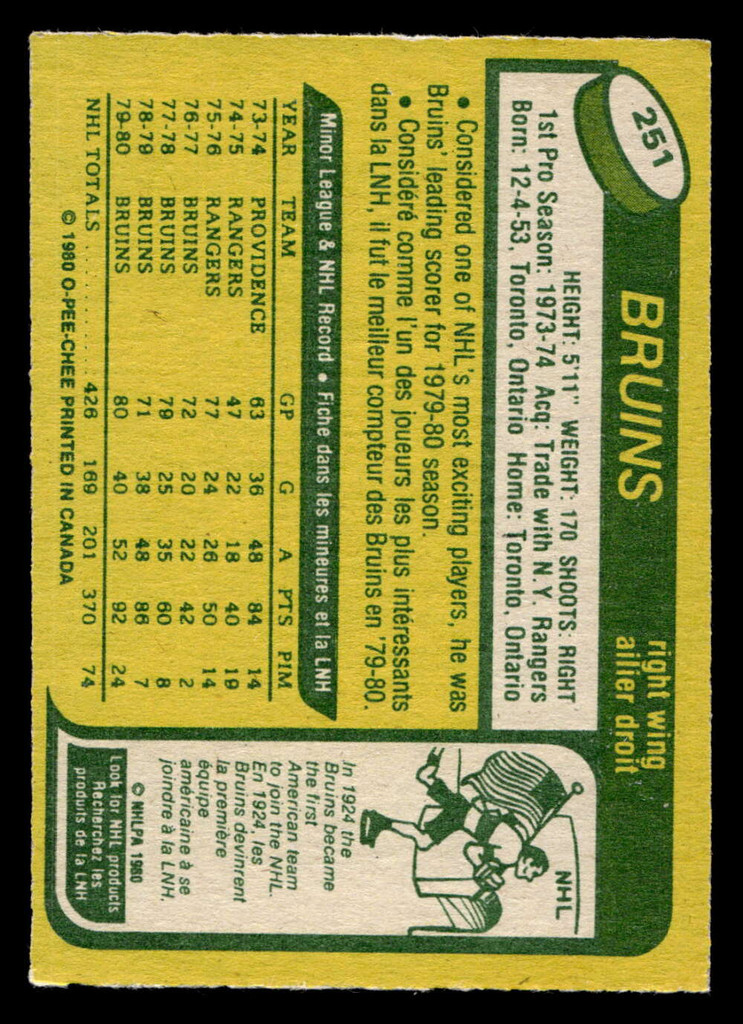 251
BRUINS
right wing
ailier droit
HEIGHT: 5'11" WEIGHT: 170 SHOOTS: RIGHT
1st Pro Season: 1973-74 Acq: Trade with N.Y. Rangers
Born: 12-4-53, Toronto, Ontario Home: Toronto, Ontario
• Considered one of NHL's most exciting players, he was
Bruins' leading scorer for 1979-80 season.
• Considéré comme l'un des joueurs les plus intéressants
dans la LNH, il fut le meilleur compteur des Bruins en '79-80.
Minor League & NHL Record • Fiche dans les mineures et la LNH
YEAR TEAM GP G A PTS PIM
73-74 PROVIDENCE 63 36 48 84 14
74-75 RANGERS 47 22 18 40 19
75-76 RANGERS 77 24 26 50 14
76-77 BRUINS 72 20 22 42 2
77-78 BRUINS 79 25 35 60 8
78-79 BRUINS 71 38 48 86 7
79-80 BRUINS 80 40 52 92 24
NHL TOTALS .......... 426 169 201 370 74
© 1980 O-PEE-CHEE PRINTED IN CANADA
NHL
In 1924 the
Bruins became
the first
American team
to join the NHL.
En 1924, les
Bruins devinrent
la première
équipe
américaine à se
joindre à la LNH.
© NHLPA 1980
Look for NHL products
Recherchez les
produits de la LNH